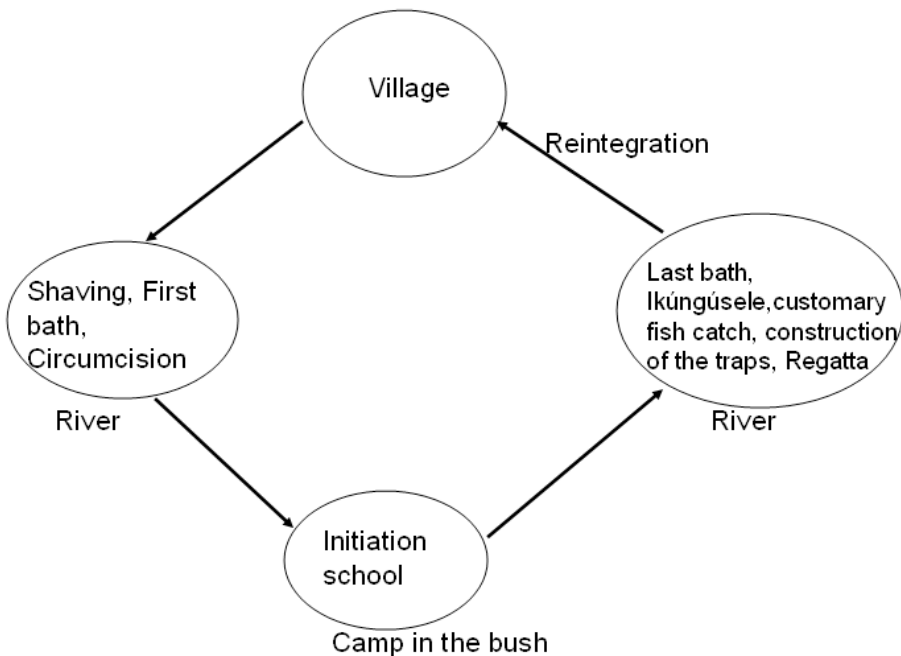 Village
Reintegration
Shaving, First
bath,
Circumcision
River
Last bath,
Ikúngúsele,customary
fish catch, construction
of the traps, Regatta
River
Initiation
school
Camp in the bush